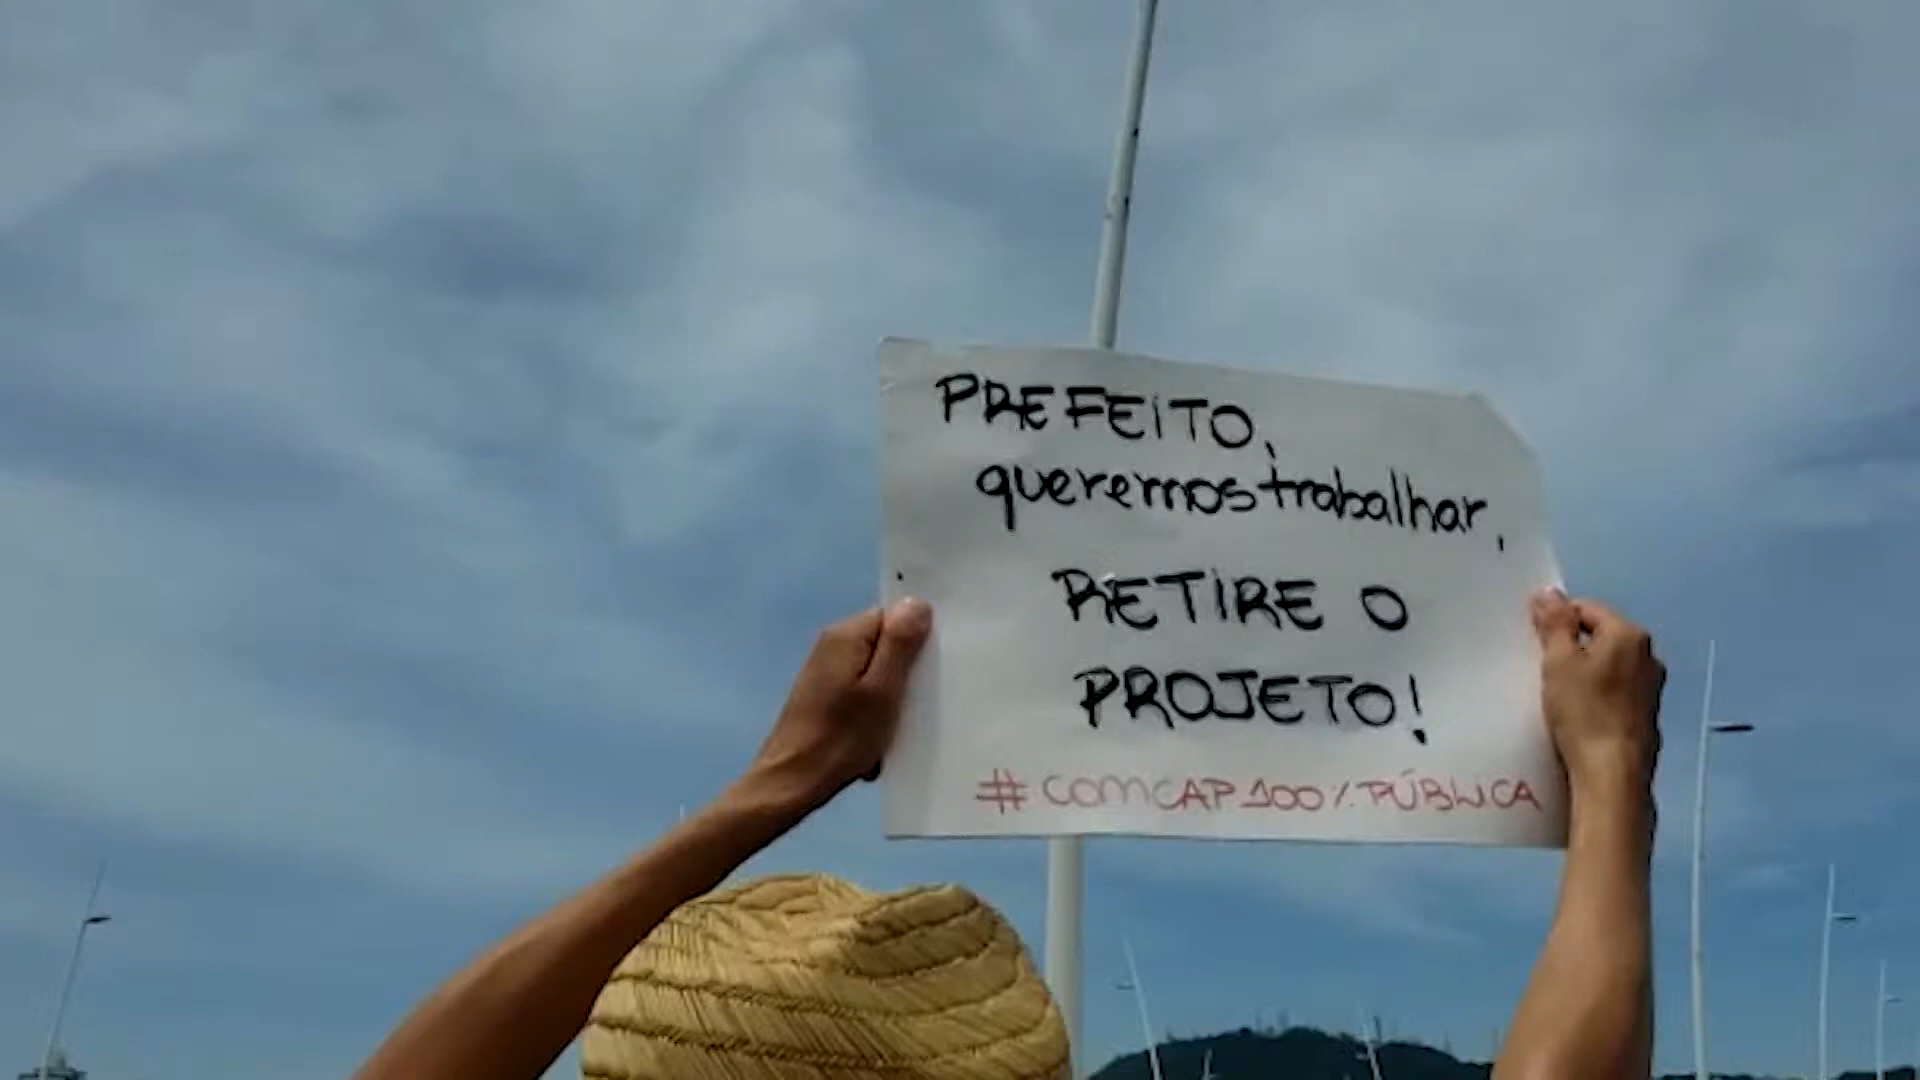 PREFEITO,
queremos trabalhar,
RETIRE O
PROJETO!
#COMCAP100%PÚBLICA